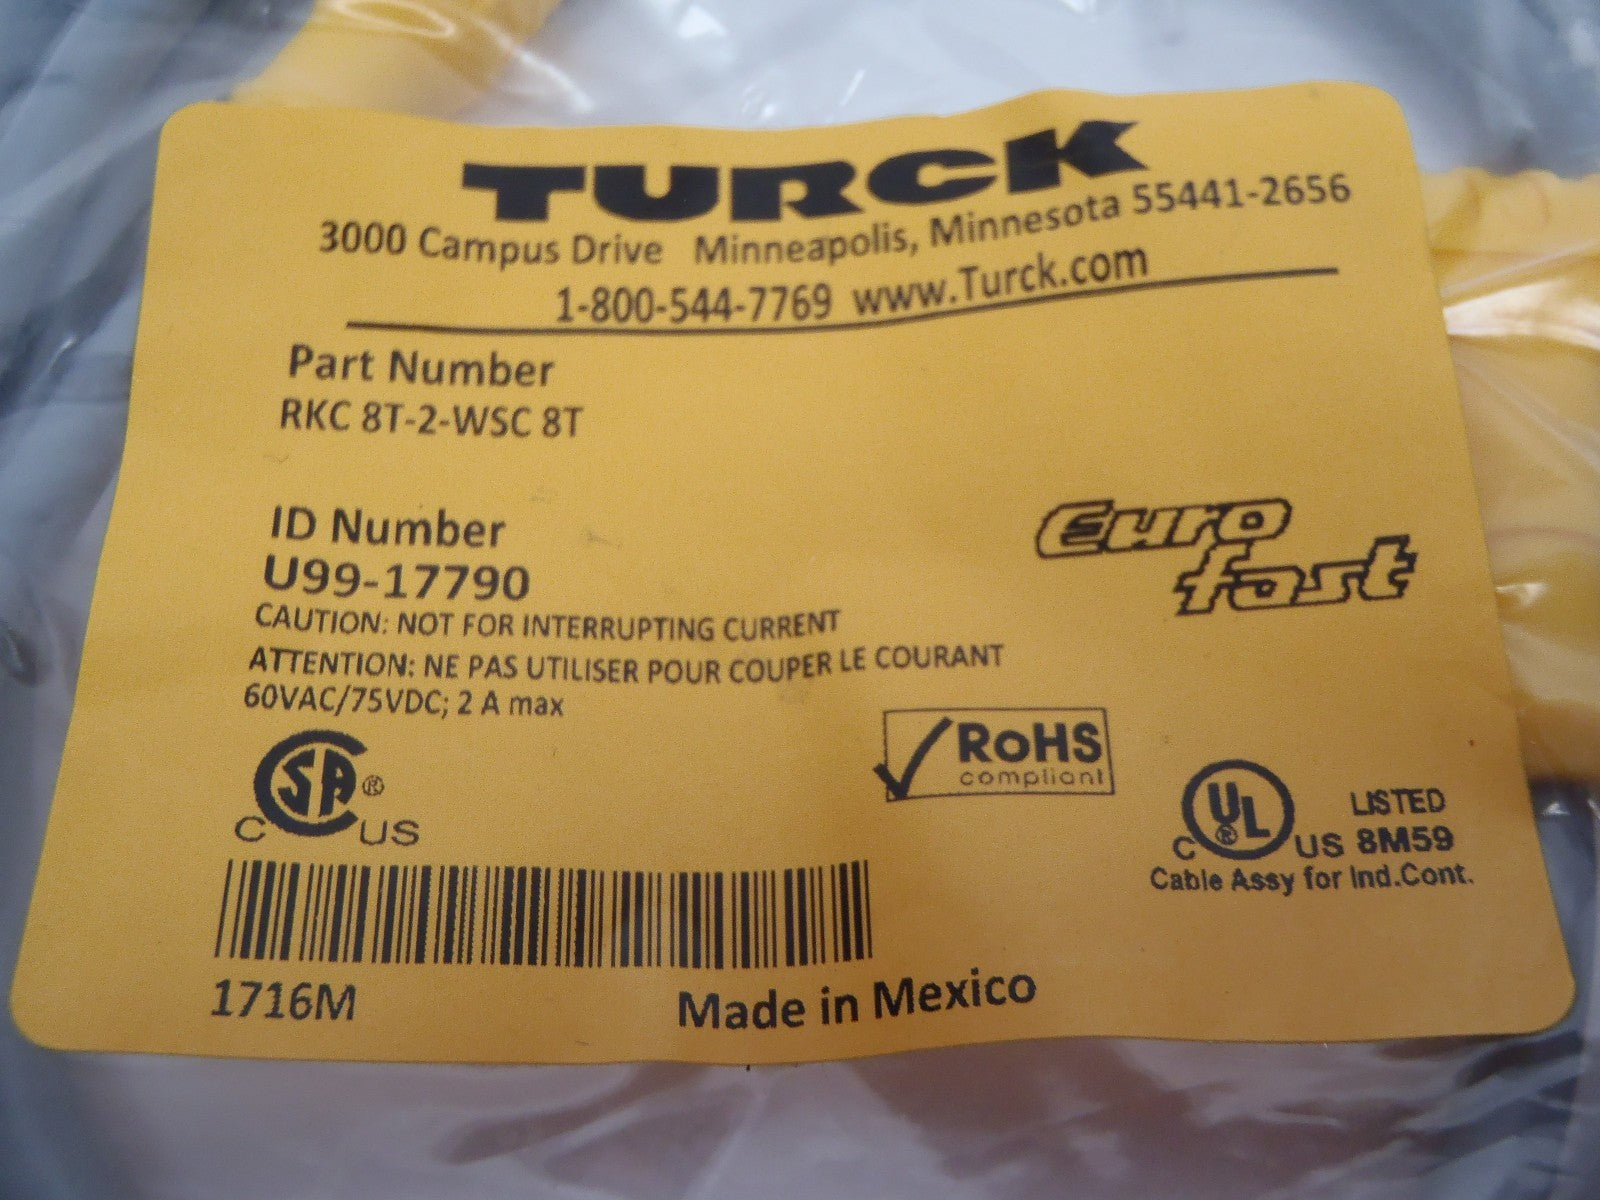 TURCK
3000 Campus Drive Minneapolis, Minnesota 55441-2656
1-800-544-7769 www.Turck.com
Part Number
RKC 8T-2-WSC 8T
ID Number
U99-17790
Euro
fast
CAUTION: NOT FOR INTERRUPTING CURRENT
ATTENTION: NE PAS UTILISER POUR COUPER LE COURANT
60VAC/75VDC; 2 A max
C SA ® C US
RoHS
compliant
C UL ® US LISTED
8M59
Cable Assy for Ind.Cont.
1716M
Made in Mexico